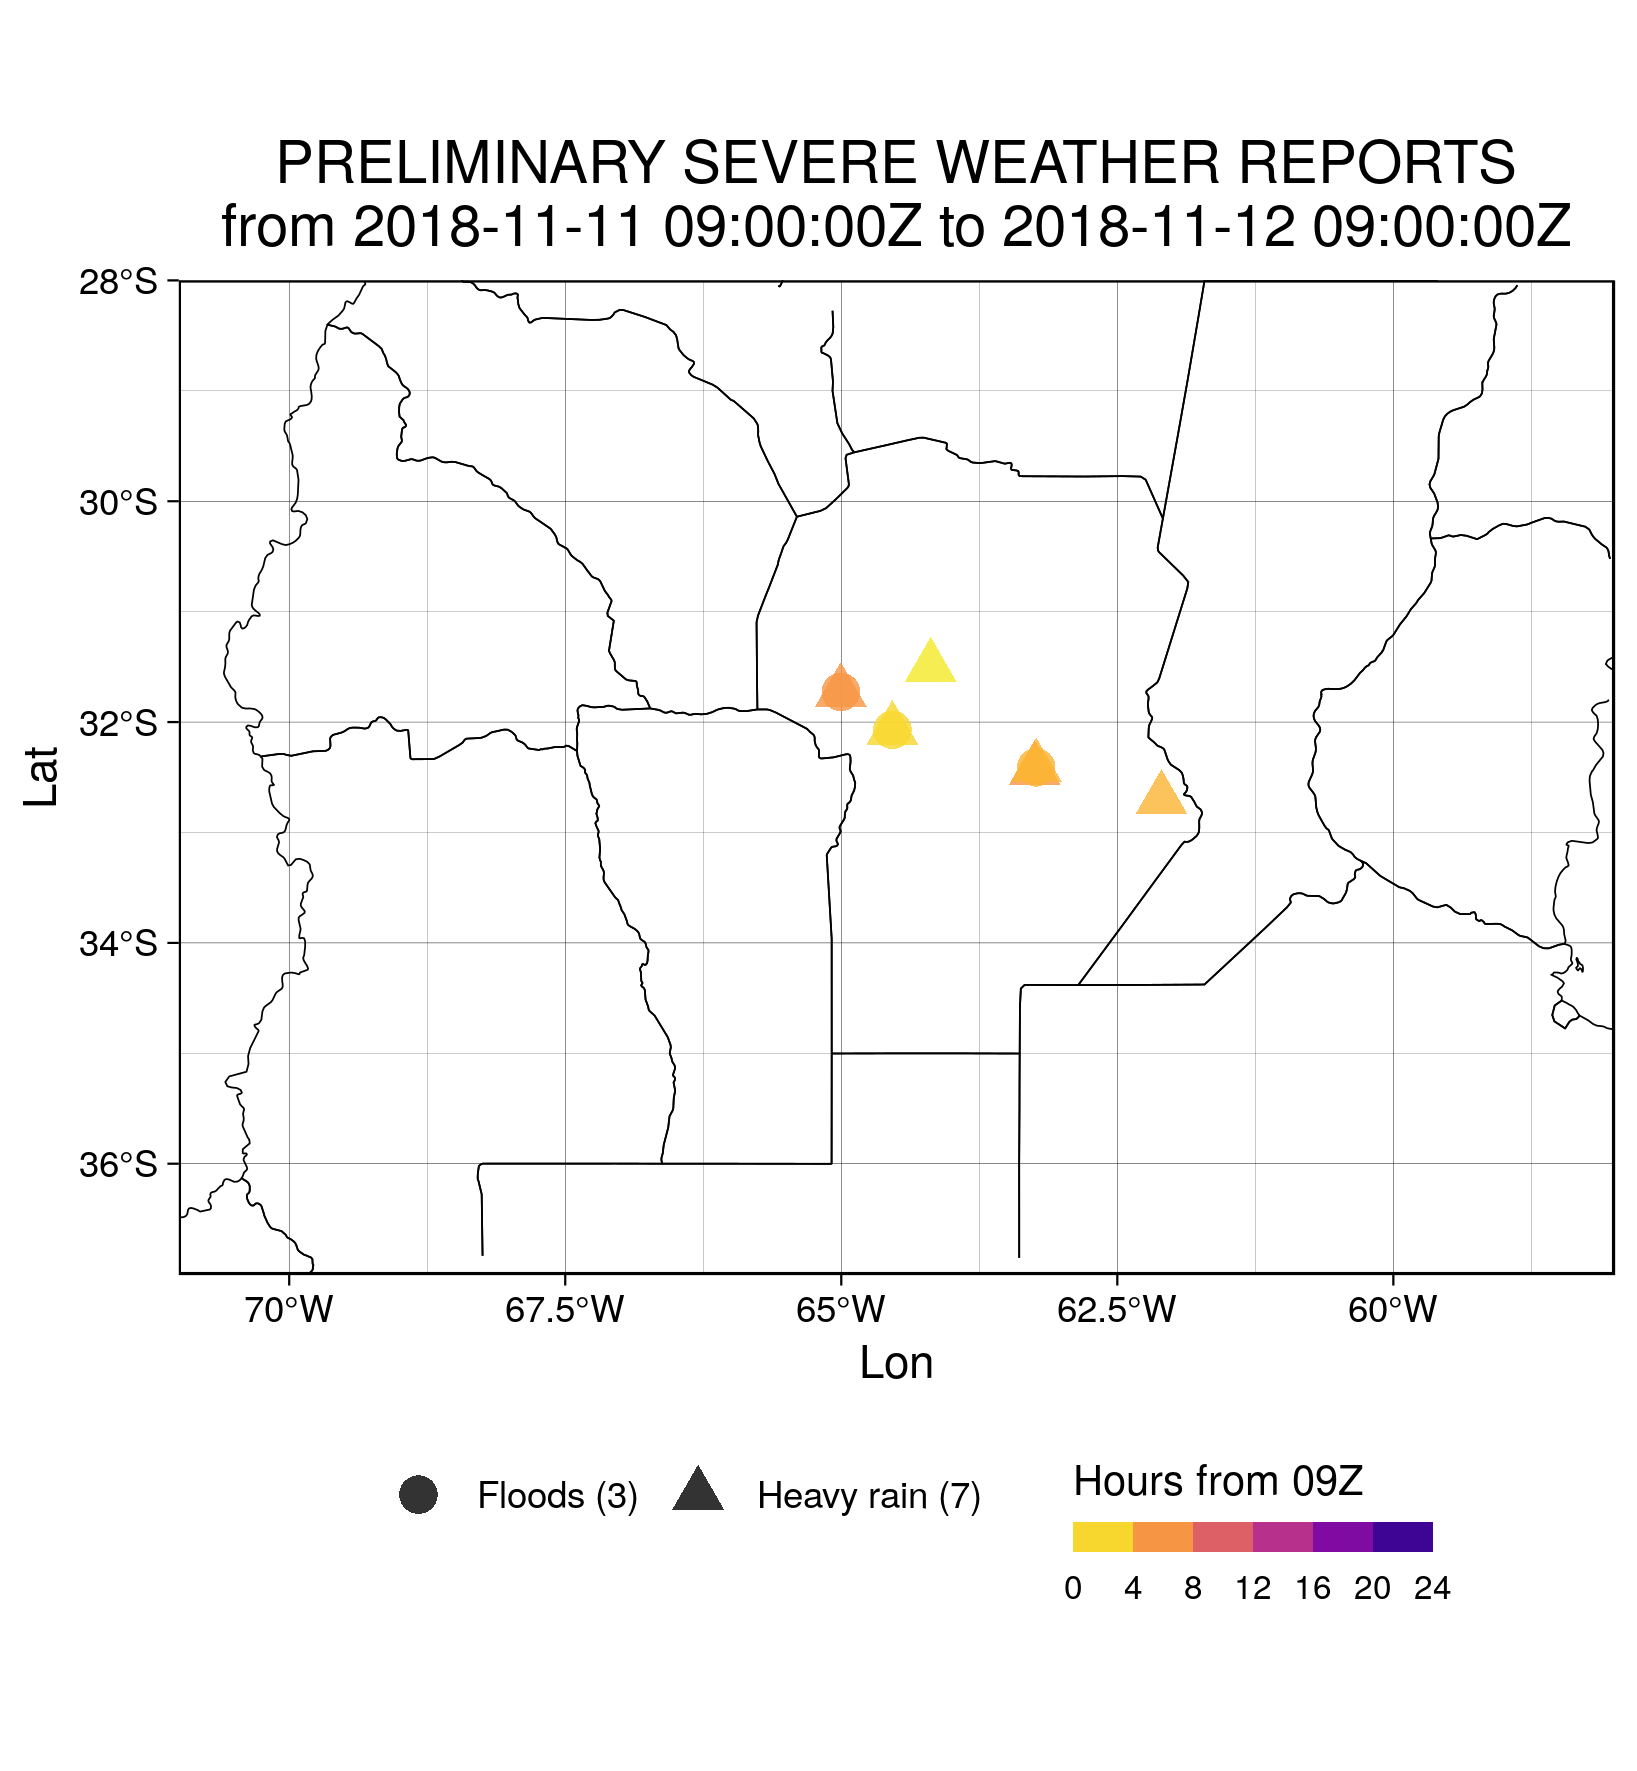 PRELIMINARY SEVERE WEATHER REPORTS
from 2018-11-11 09:00:00Z to 2018-11-12 09:00:00Z
28°S
30°S
32°S
34°S
36°S
Lat
70°W 67.5°W 65°W 62.5°W 60°W
Lon
Floods (3) Heavy rain (7)
Hours from 09Z
0 4 8 12 16 20 24